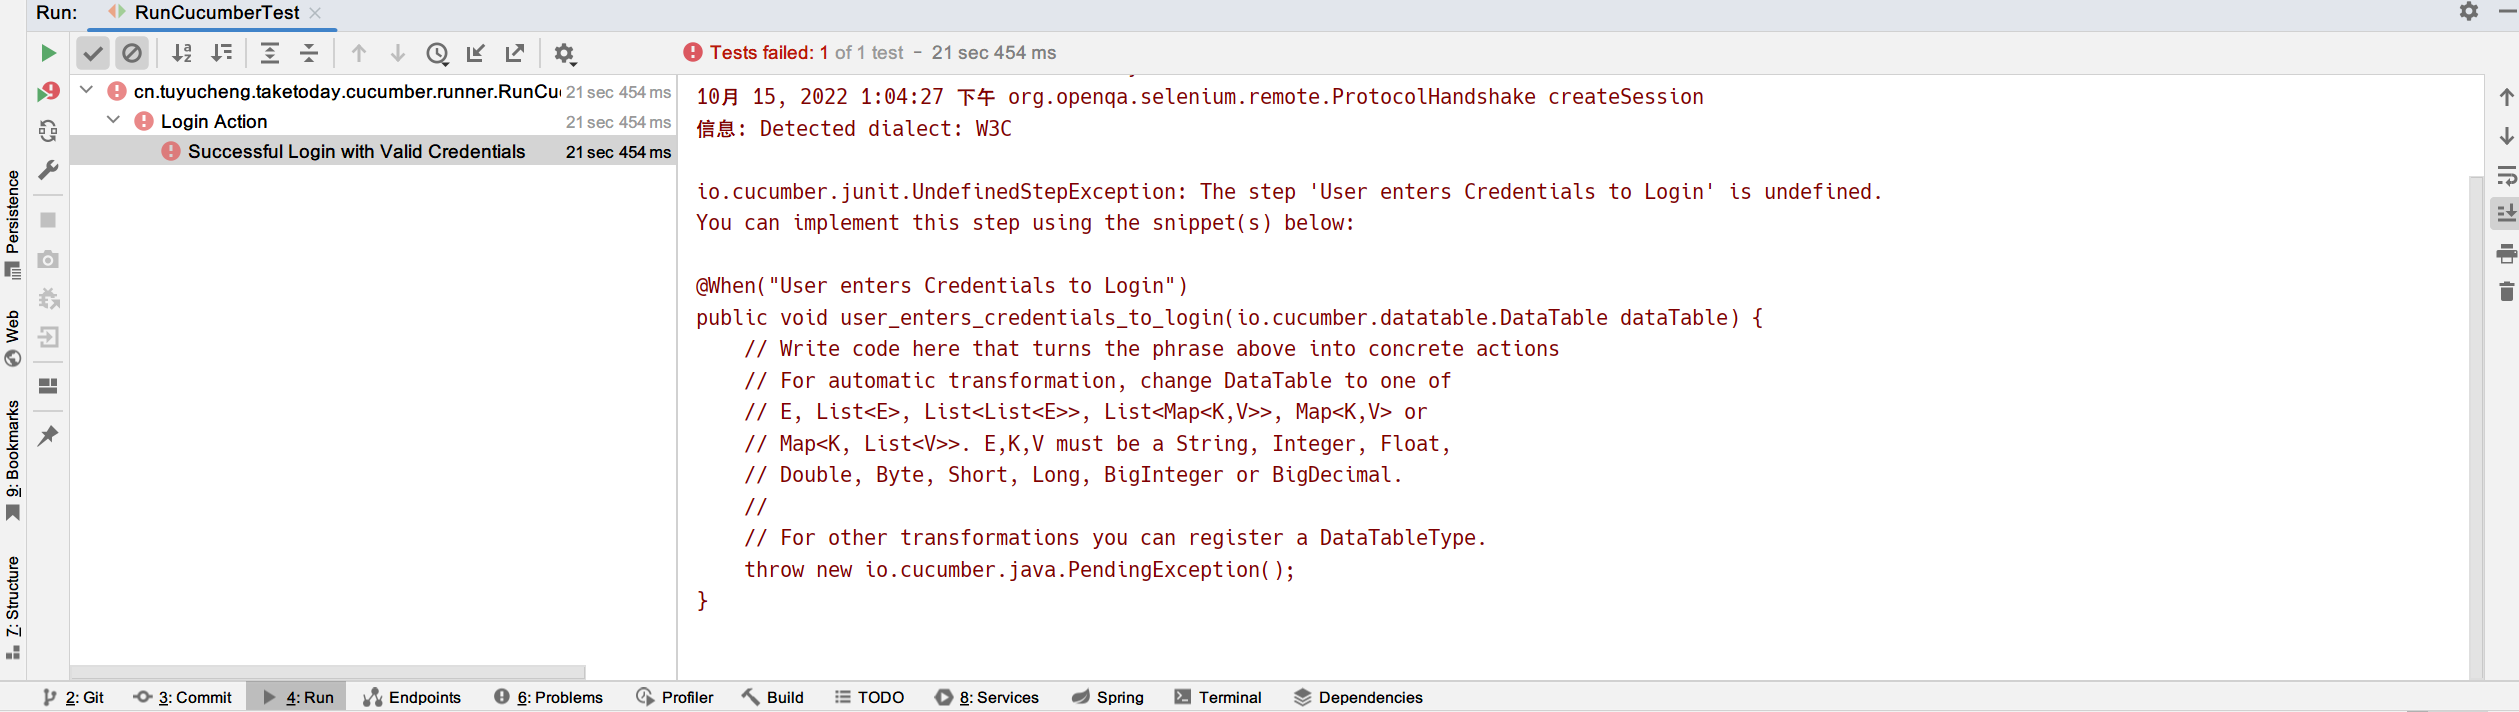 Run: RunCucumberTest
Tests failed: 1 of 1 test – 21 sec 454 ms
cn.tuyucheng.taketoday.cucumber.runner.RunCu 21 sec 454 ms
Login Action 21 sec 454 ms
Successful Login with Valid Credentials 21 sec 454 ms
10月 15, 2022 1:04:27 下午 org.openqa.selenium.remote.ProtocolHandshake createSession
信息: Detected dialect: W3C
io.cucumber.junit.UndefinedStepException: The step 'User enters Credentials to Login' is undefined.
You can implement this step using the snippet(s) below:
@When("User enters Credentials to Login")
public void user_enters_credentials_to_login(io.cucumber.datatable.DataTable dataTable) {
// Write code here that turns the phrase above into concrete actions
// For automatic transformation, change DataTable to one of
// E, List<E>, List<List<E>>, List<Map<K,V>>, Map<K,V> or
// Map<K, List<V>>. E,K,V must be a String, Integer, Float,
// Double, Byte, Short, Long, BigInteger or BigDecimal.
//
// For other transformations you can register a DataTableType.
throw new io.cucumber.java.PendingException();
}
Persistence
Web
9: Bookmarks
7: Structure
2: Git 3: Commit 4: Run Endpoints 6: Problems Profiler Build TODO 8: Services Spring Terminal Dependencies